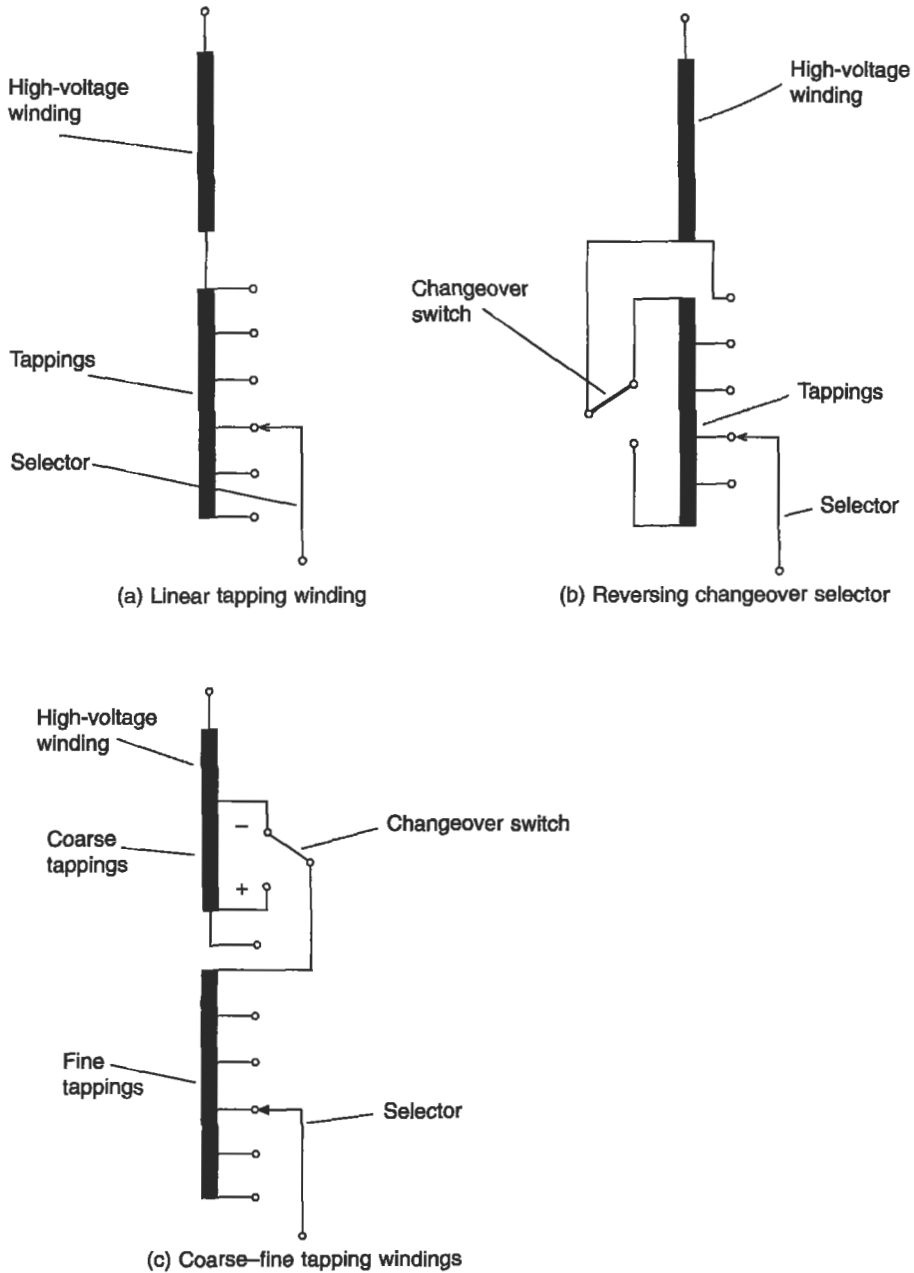 High-voltage
winding
Tappings
Selector
(a) Linear tapping winding
High-voltage
winding
Changeover
switch
Tappings
Selector
(b) Reversing changeover selector
High-voltage
winding
Coarse
tappings
−
+
Changeover switch
Fine
tappings
Selector
(c) Coarse–fine tapping windings